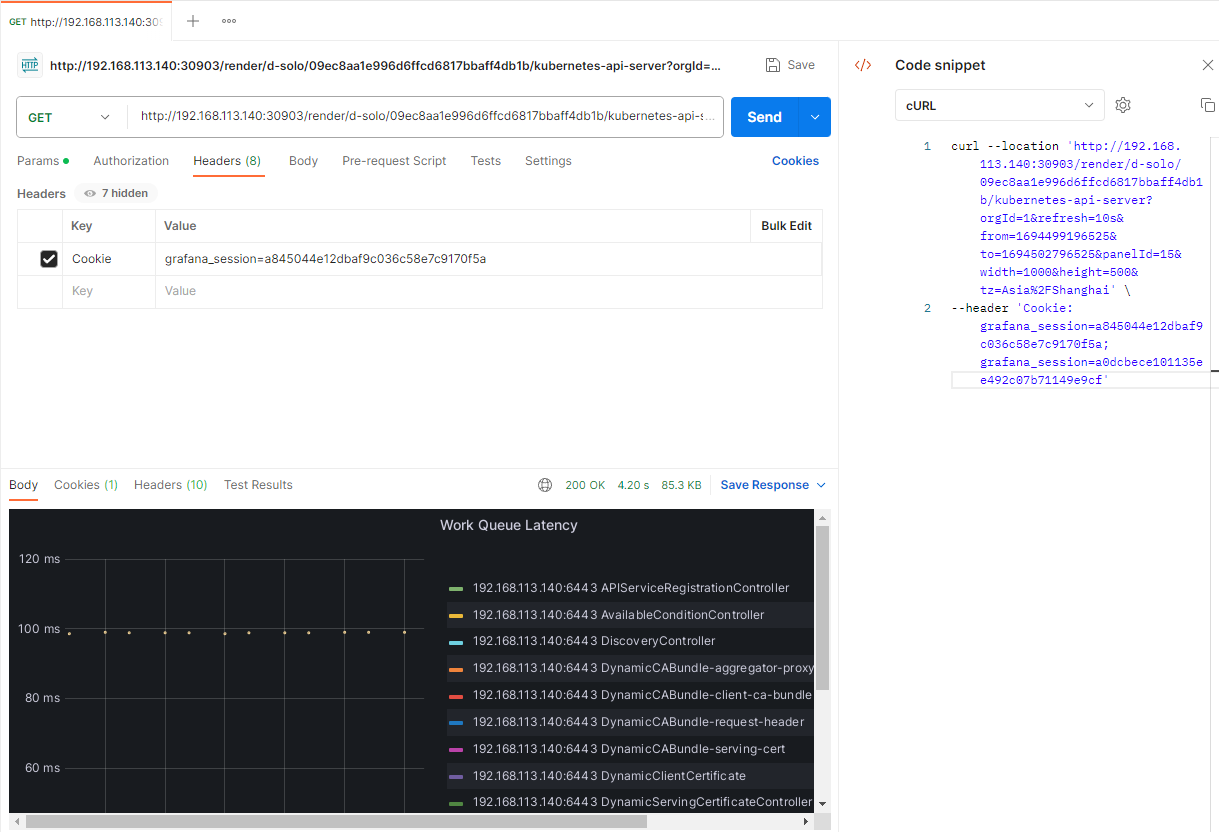 GET http://192.168.113.140:309
http://192.168.113.140:30903/render/d-solo/09ec8aa1e996d6ffcd6817bbaff4db1b/kubernetes-api-server?orgId=...
Save
GET
http://192.168.113.140:30903/render/d-solo/09ec8aa1e996d6ffcd6817bbaff4db1b/kubernetes-api-s...
Send
Params
Authorization
Headers (8)
Body
Pre-request Script
Tests
Settings
Cookies
Headers
7 hidden
Key
Value
Bulk Edit
Cookie
grafana_session=a845044e12dbaf9c036c58e7c9170f5a
Key
Value
</> Code snippet
cURL
1 curl --location 'http://192.168.
113.140:30903/render/d-solo/
09ec8aa1e996d6ffcd6817bbaff4db1
b/kubernetes-api-server?
orgId=1&refresh=10s&
from=1694499196525&
to=1694502796525&panelId=15&
width=1000&height=500&
tz=Asia%2FShanghai' \
2 --header 'Cookie:
grafana_session=a845044e12dbaf9
c036c58e7c9170f5a;
grafana_session=a0dcbece101135e
e492c07b71149e9cf'
Body
Cookies (1)
Headers (10)
Test Results
200 OK
4.20 s
85.3 KB
Save Response
Work Queue Latency
120 ms
100 ms
80 ms
60 ms
192.168.113.140:6443 APIServiceRegistrationController
192.168.113.140:6443 AvailableConditionController
192.168.113.140:6443 DiscoveryController
192.168.113.140:6443 DynamicCABundle-aggregator-proxy
192.168.113.140:6443 DynamicCABundle-client-ca-bundle
192.168.113.140:6443 DynamicCABundle-request-header
192.168.113.140:6443 DynamicCABundle-serving-cert
192.168.113.140:6443 DynamicClientCertificate
192.168.113.140:6443 DynamicServingCertificateController